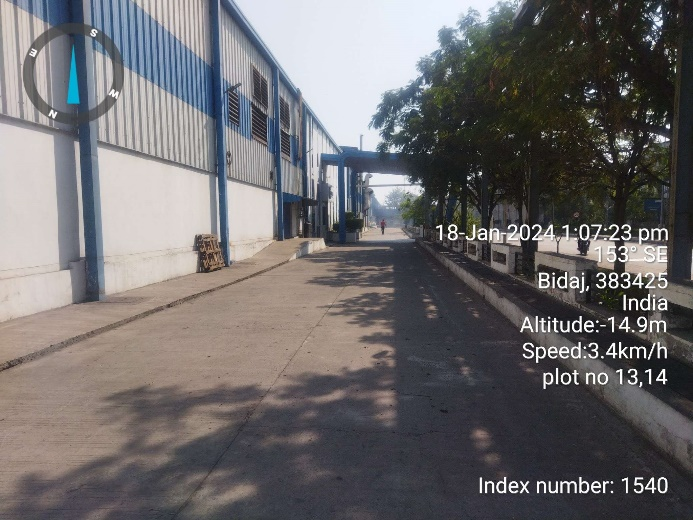 S
E
W
N
18-Jan-2024 1:07:23 pm
153° SE
Bidaj, 383425
India
Altitude:-14.9m
Speed:3.4km/h
plot no 13,14
Index number: 1540